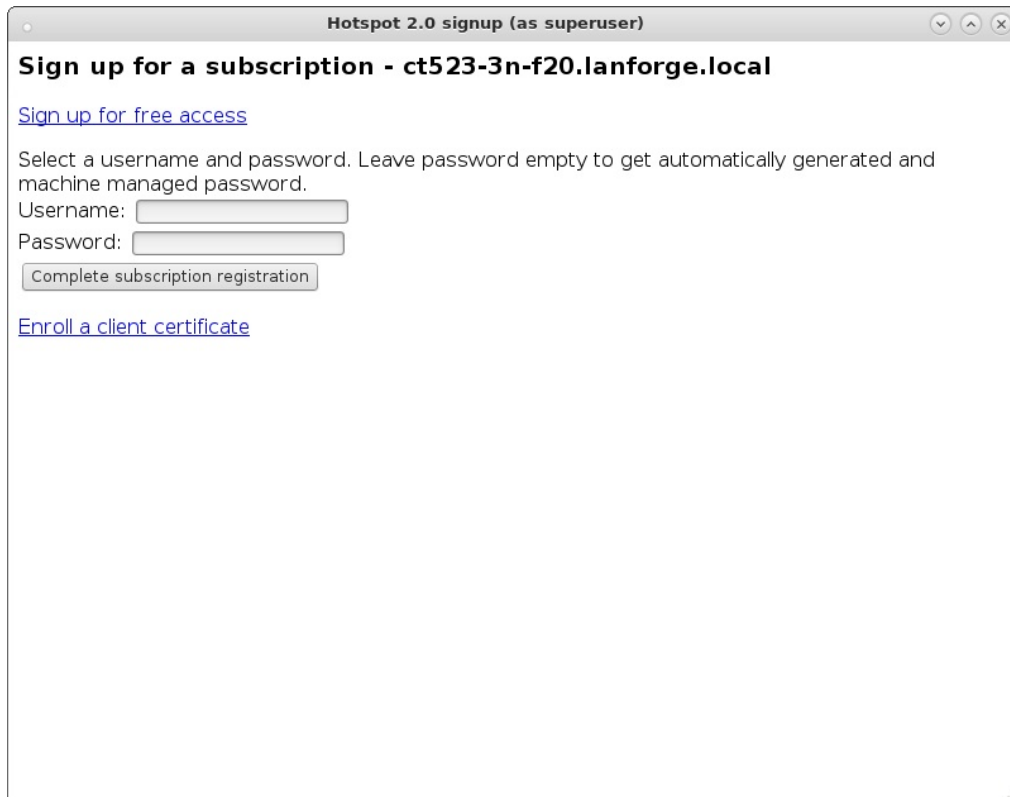 Hotspot 2.0 signup (as superuser)
Sign up for a subscription - ct523-3n-f20.lanforge.local
Sign up for free access
Select a username and password. Leave password empty to get automatically generated and
machine managed password.
Username:
Password:
Complete subscription registration
Enroll a client certificate